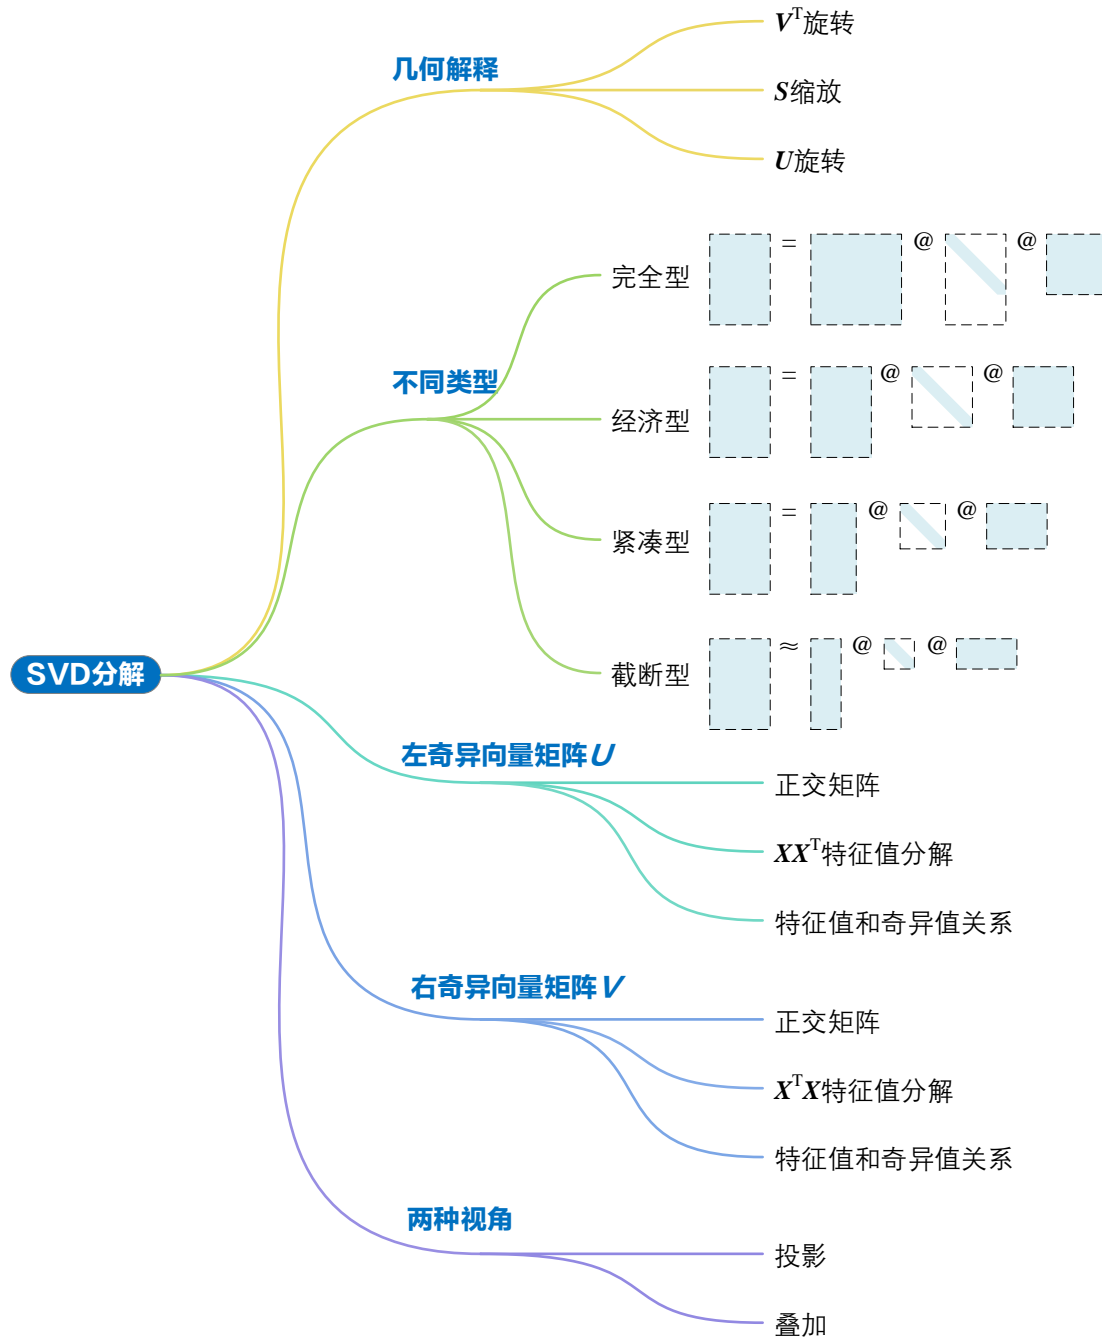 几何解释
V^T旋转
S缩放
U旋转
不同类型
完全型
= @ @
经济型
= @ @
紧凑型
= @ @
截断型
≈ @ @
SVD分解
左奇异向量矩阵U
正交矩阵
XX^T特征值分解
特征值和奇异值关系
右奇异向量矩阵V
正交矩阵
X^TX特征值分解
特征值和奇异值关系
两种视角
投影
叠加